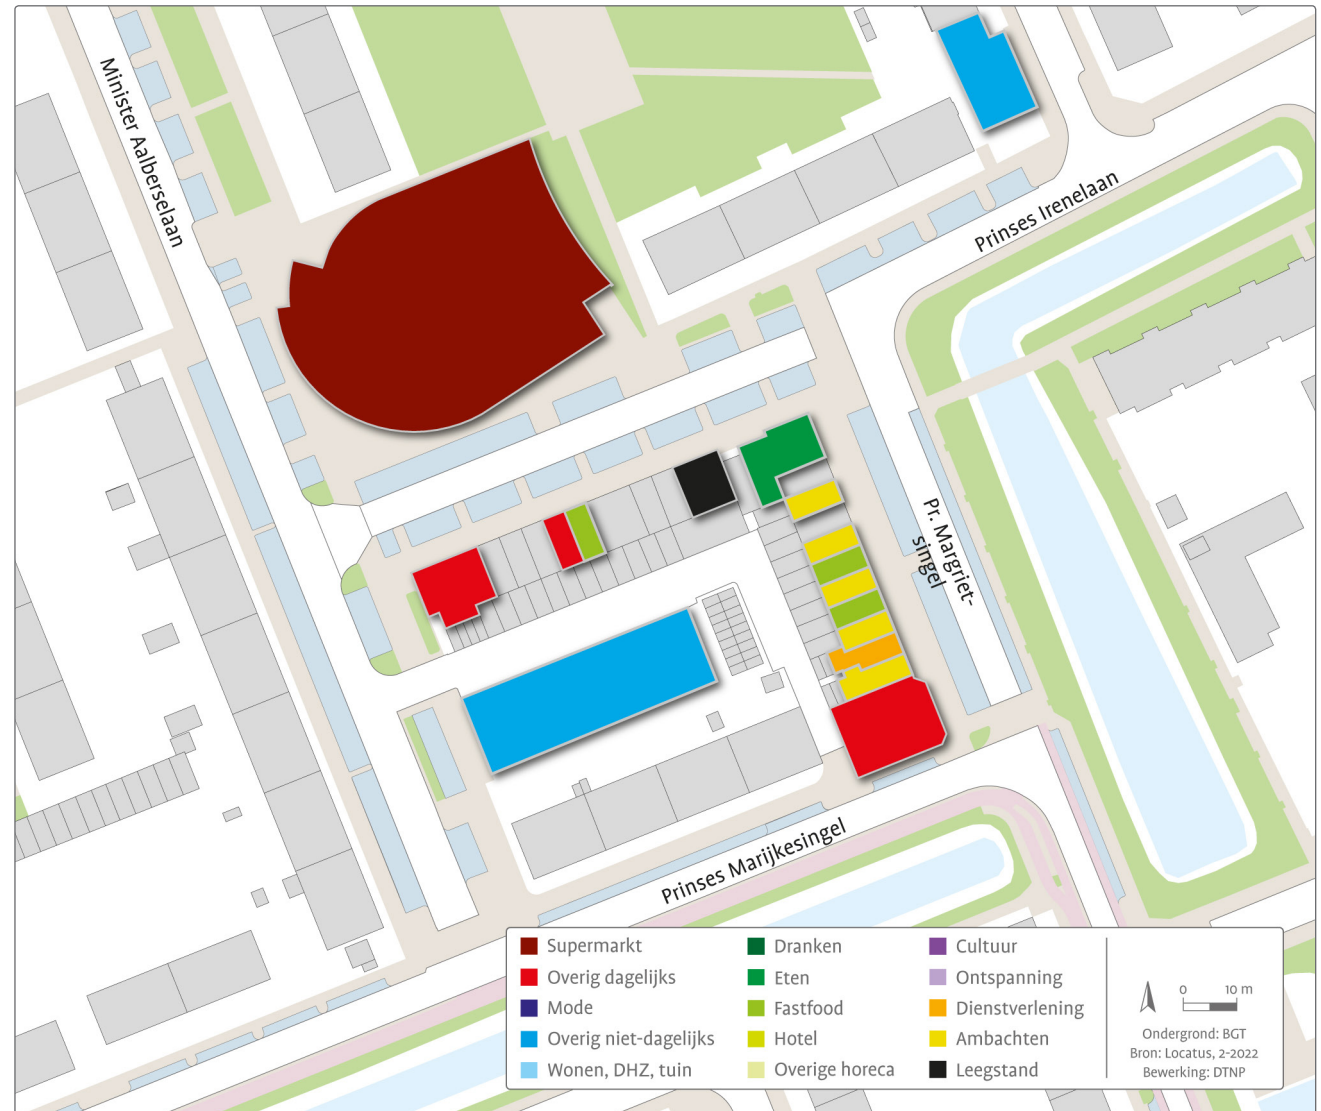 Minister Aalberselaan
Prinses Irenelaan
Pr. Margriet-
singel
Prinses Marijkesingel
Supermarkt
Overig dagelijks
Mode
Overig niet-dagelijks
Wonen, DHZ, tuin
Dranken
Eten
Fastfood
Hotel
Overige horeca
Cultuur
Ontspanning
Dienstverlening
Ambachten
Leegstand
0 10 m
Ondergrond: BGT
Bron: Locatus, 2-2022
Bewerking: DTNP